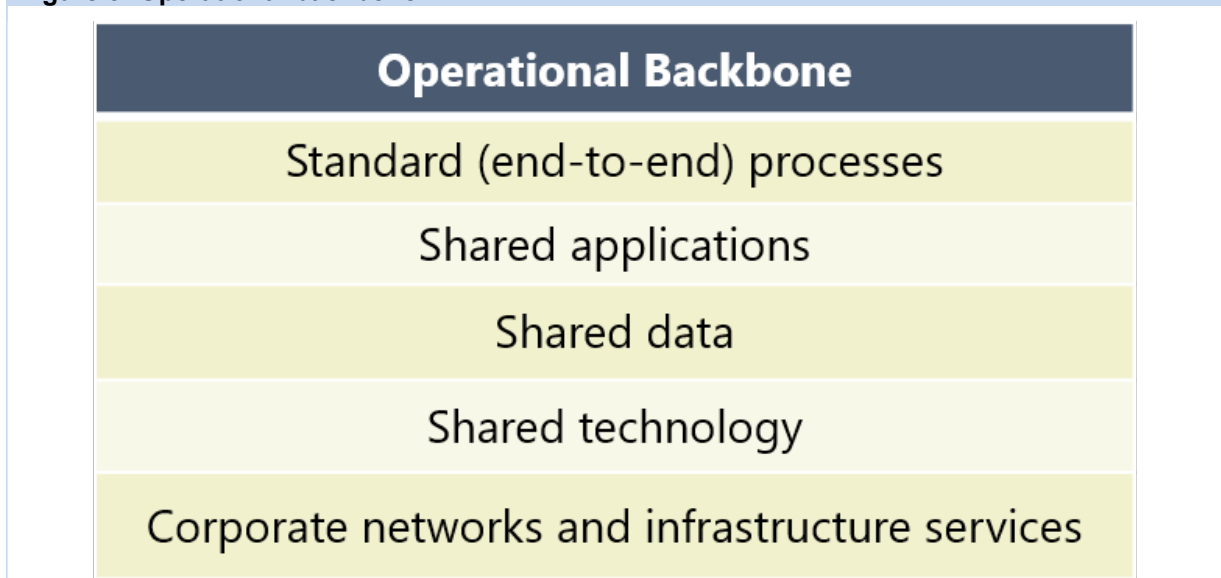 Operational Backbone
Standard (end-to-end) processes
Shared applications
Shared data
Shared technology
Corporate networks and infrastructure services